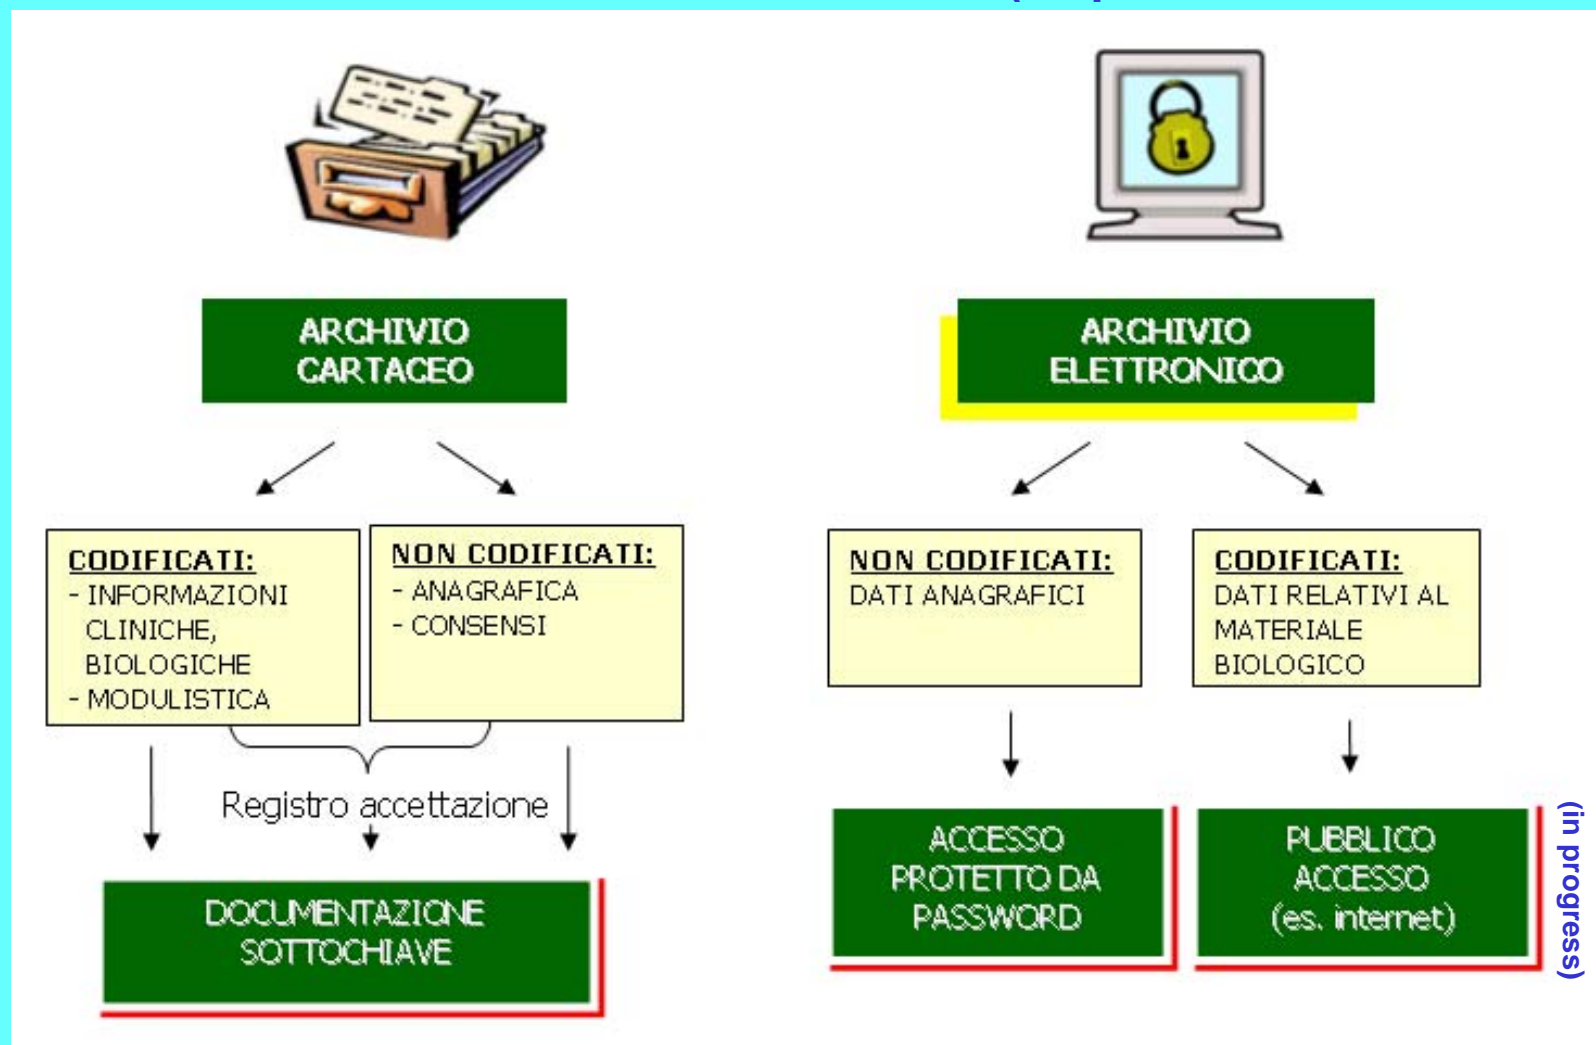 ARCHIVIO
CARTACEO
CODIFICATI:
- INFORMAZIONI
CLINICHE,
BIOLOGICHE
- MODULISTICA
NON CODIFICATI:
- ANAGRAFICA
- CONSENSI
Registro accettazione
DOCUMENTAZIONE
SOTTOCHIAVE
ARCHIVIO
ELETTRONICO
NON CODIFICATI:
DATI ANAGRAFICI
CODIFICATI:
DATI RELATIVI AL
MATERIALE
BIOLOGICO
ACCESSO
PROTETTO DA
PASSWORD
PUBBLICO
ACCESSO
(es. internet)
(in progress)